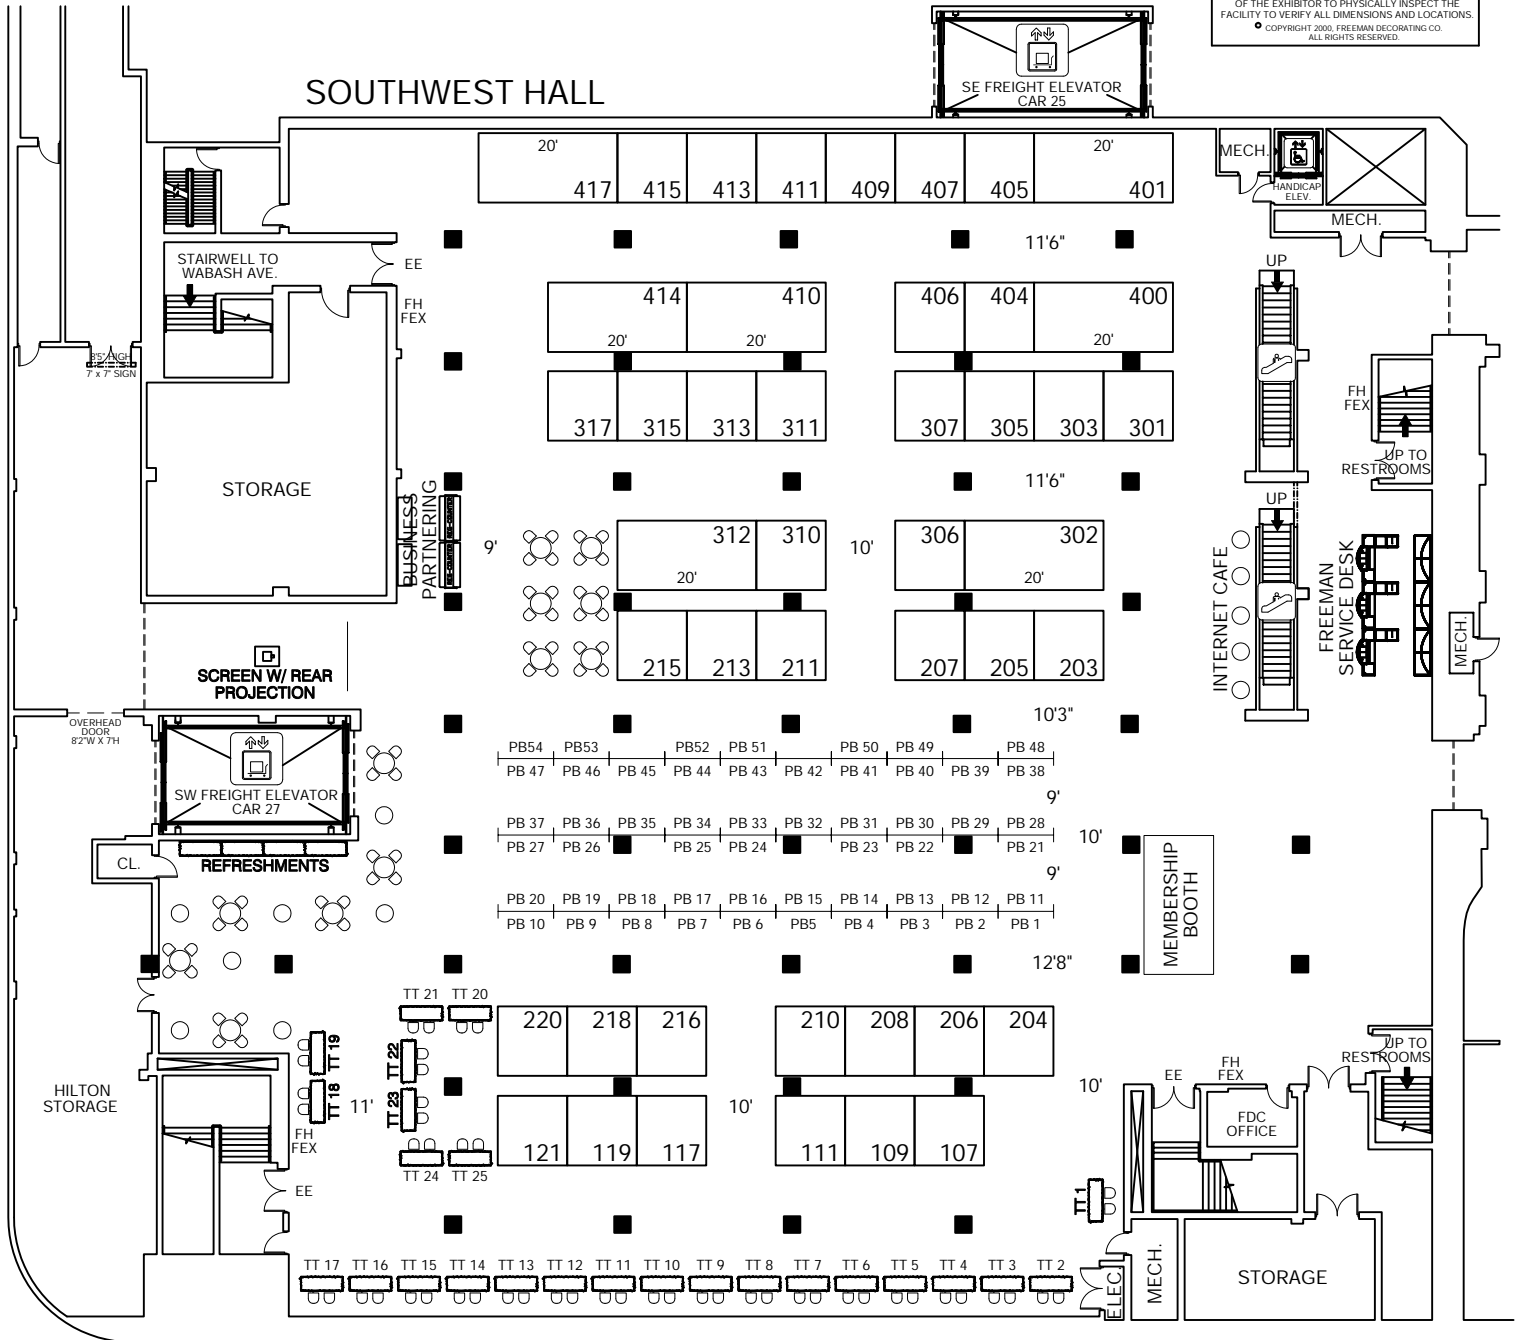 OF THE EXHIBITOR TO PHYSICALLY INSPECT THE
FACILITY TO VERIFY ALL DIMENSIONS AND LOCATIONS.
COPYRIGHT 2000, FREEMAN DECORATING CO.
ALL RIGHTS RESERVED.
SE FREIGHT ELEVATOR
CAR 25
SOUTHWEST HALL
20' 20'
417 415 413 411 409 407 405 401
MECH.
HANDICAP
ELEV.
MECH.
11'6"
STAIRWELL TO
WABASH AVE.
EE
FH
FEX
UP
414 410 406 404 400
20' 20' 20'
8'5" HIGH
7' x 7' SIGN
317 315 313 311 307 305 303 301
FH
FEX
UP TO
RESTROOMS
STORAGE
11'6"
UP
BUSINESS
PARTNERING
REG-COUNTER
REG-COUNTER
9'
312 310 10' 306 302
20' 20'
INTERNET CAFE
FREEMAN
SERVICE DESK
MECH.
215 213 211 207 205 203
SCREEN W/ REAR
PROJECTION
OVERHEAD
DOOR
8'2"W X 7'H
10'3"
PB54 PB53 PB52 PB 51 PB 50 PB 49 PB 48
PB 47 PB 46 PB 45 PB 44 PB 43 PB 42 PB 41 PB 40 PB 39 PB 38
SW FREIGHT ELEVATOR
CAR 27
9'
PB 37 PB 36 PB 35 PB 34 PB 33 PB 32 PB 31 PB 30 PB 29 PB 28
10'
PB 27 PB 26 PB 25 PB 24 PB 23 PB 22 PB 21
CL.
REFRESHMENTS
9'
PB 20 PB 19 PB 18 PB 17 PB 16 PB 15 PB 14 PB 13 PB 12 PB 11
PB 10 PB 9 PB 8 PB 7 PB 6 PB5 PB 4 PB 3 PB 2 PB 1
MEMBERSHIP
BOOTH
12'8"
TT 21 TT 20
220 218 216 210 208 206 204
TT 19
TT 22
UP TO
RESTROOMS
HILTON
STORAGE
TT 18
TT 23
11'
10'
10'
EE
FH
FEX
FDC
OFFICE
FH
FEX
121 119 117 111 109 107
TT 24 TT 25
EE
TT 1
TT 17 TT 16 TT 15 TT 14 TT 13 TT 12 TT 11 TT 10 TT 9 TT 8 TT 7 TT 6 TT 5 TT 4 TT 3 TT 2
ELEC.
MECH.
STORAGE